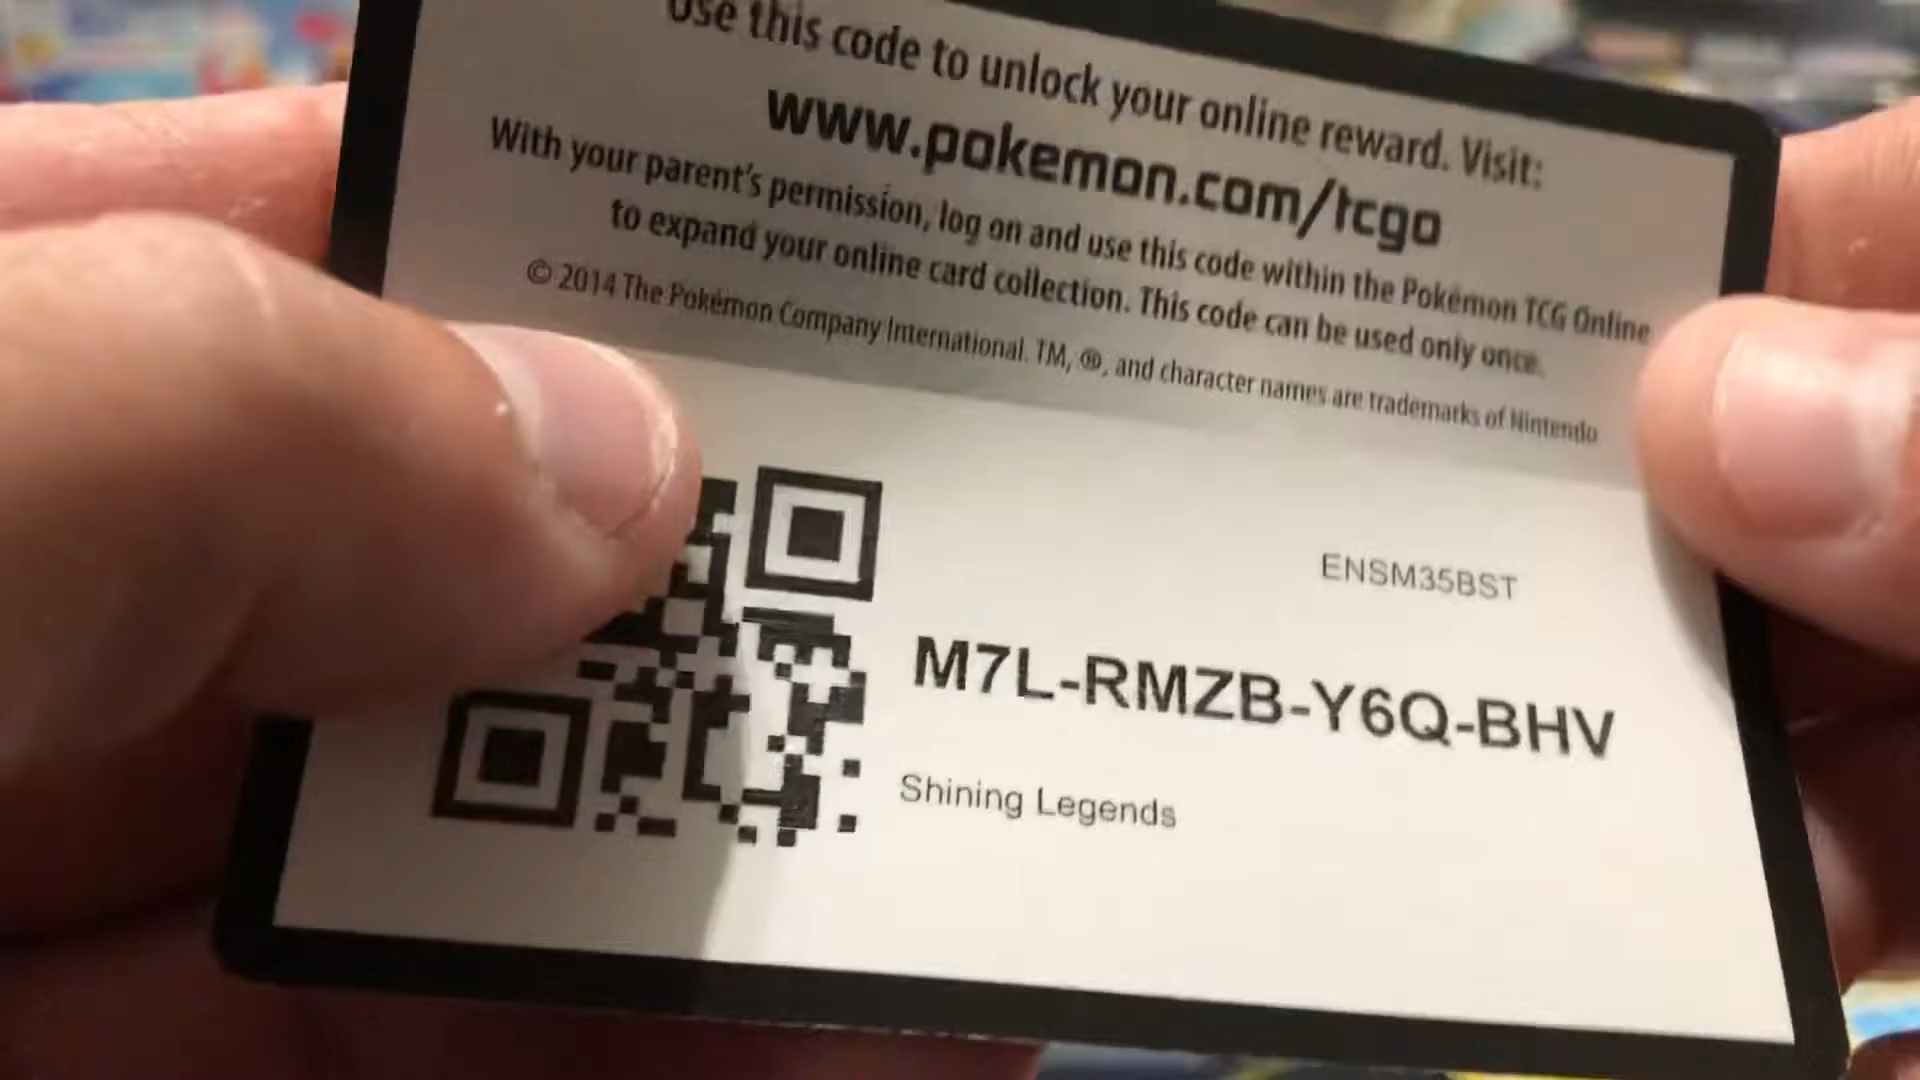 Use this code to unlock your online reward. Visit:
www.pokemon.com/tcgo
With your parent's permission, log on and use this code within the Pokémon TCG Online
to expand your online card collection. This code can be used only once.
© 2014 The Pokémon Company International. TM, ®, and character names are trademarks of Nintendo
ENSM35BST
M7L-RMZB-Y6Q-BHV
Shining Legends